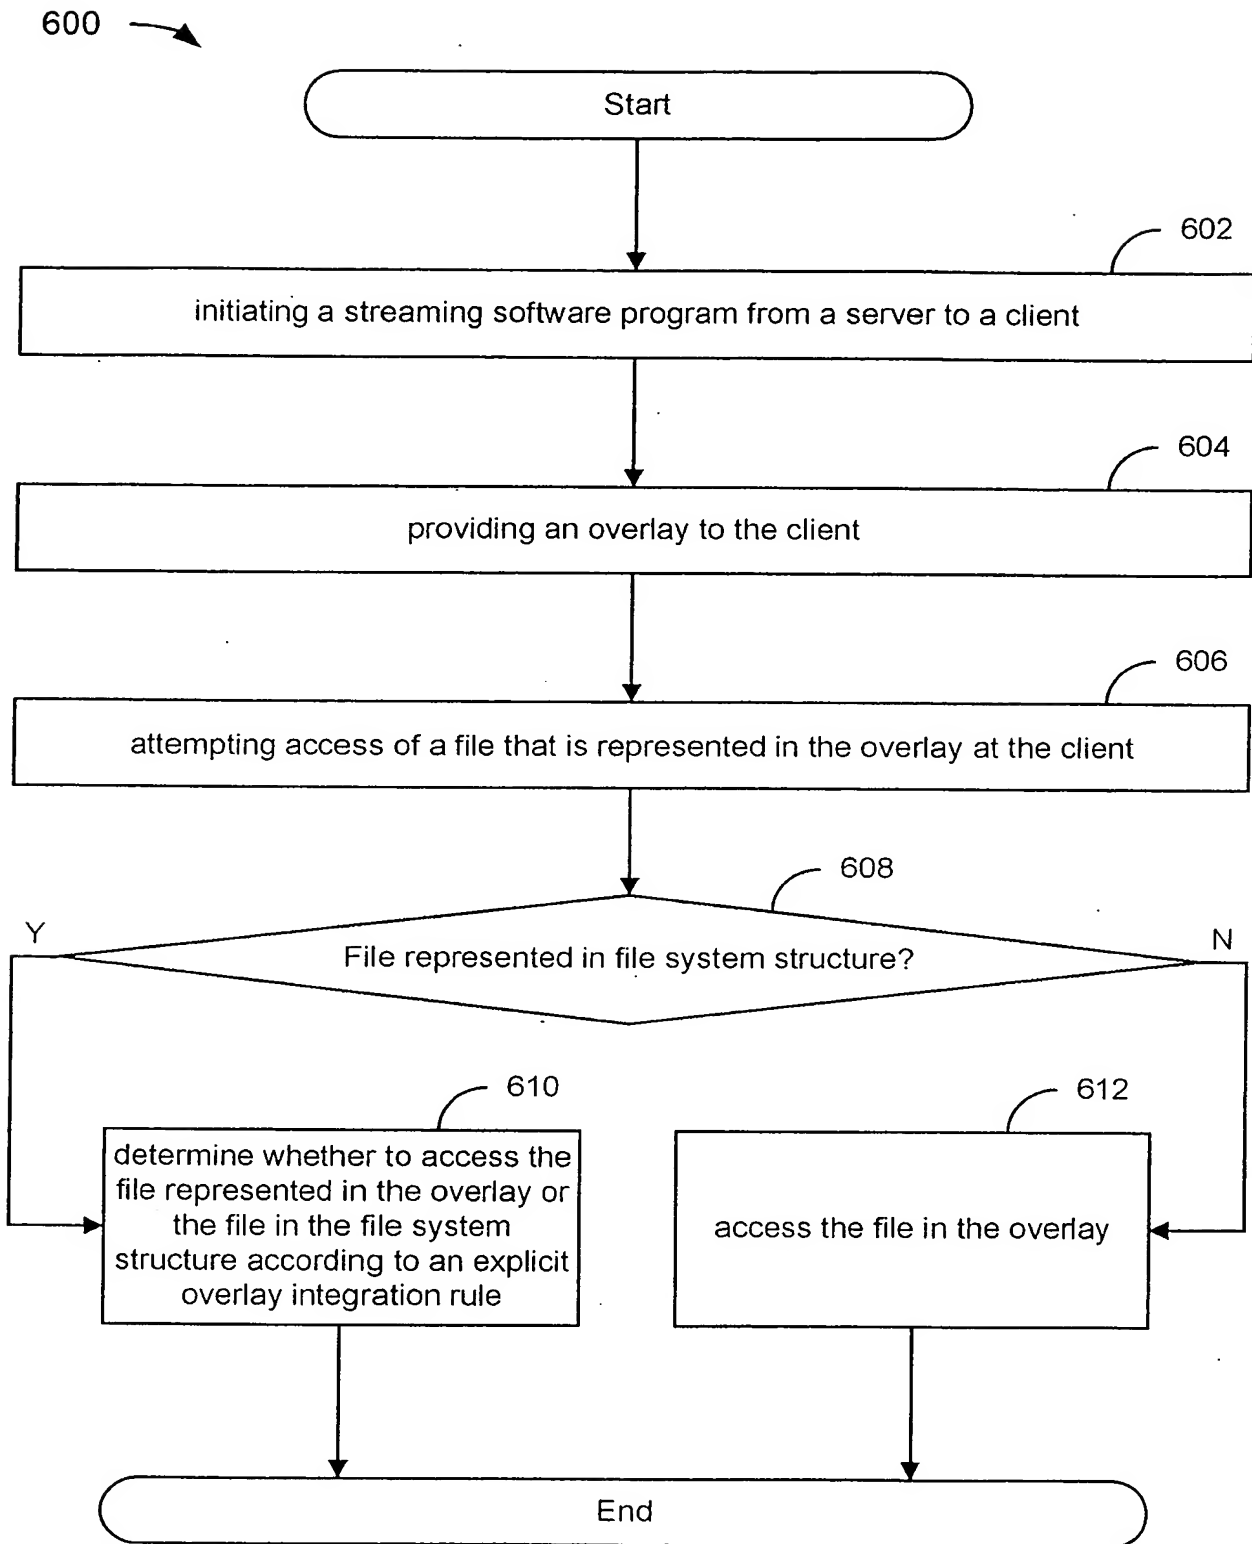 600
Start
602
initiating a streaming software program from a server to a client
604
providing an overlay to the client
606
attempting access of a file that is represented in the overlay at the client
608
Y
N
File represented in file system structure?
610
612
determine whether to access the
file represented in the overlay or
the file in the file system
structure according to an explicit
overlay integration rule
access the file in the overlay
End